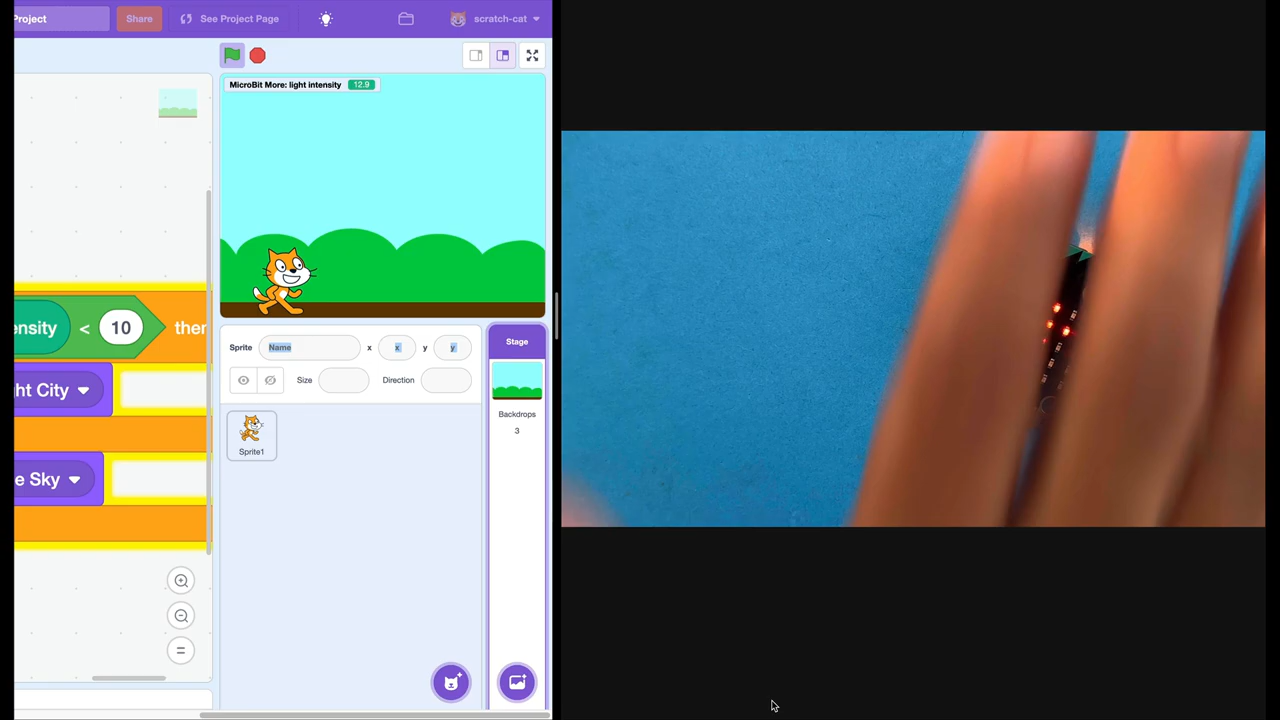 Project
Share
See Project Page
scratch-cat
MicroBit More: light intensity 12.9
ensity < 10 then
ht City
e Sky
Sprite Name x x y y
Size
Direction
Sprite1
Stage
Backdrops
3